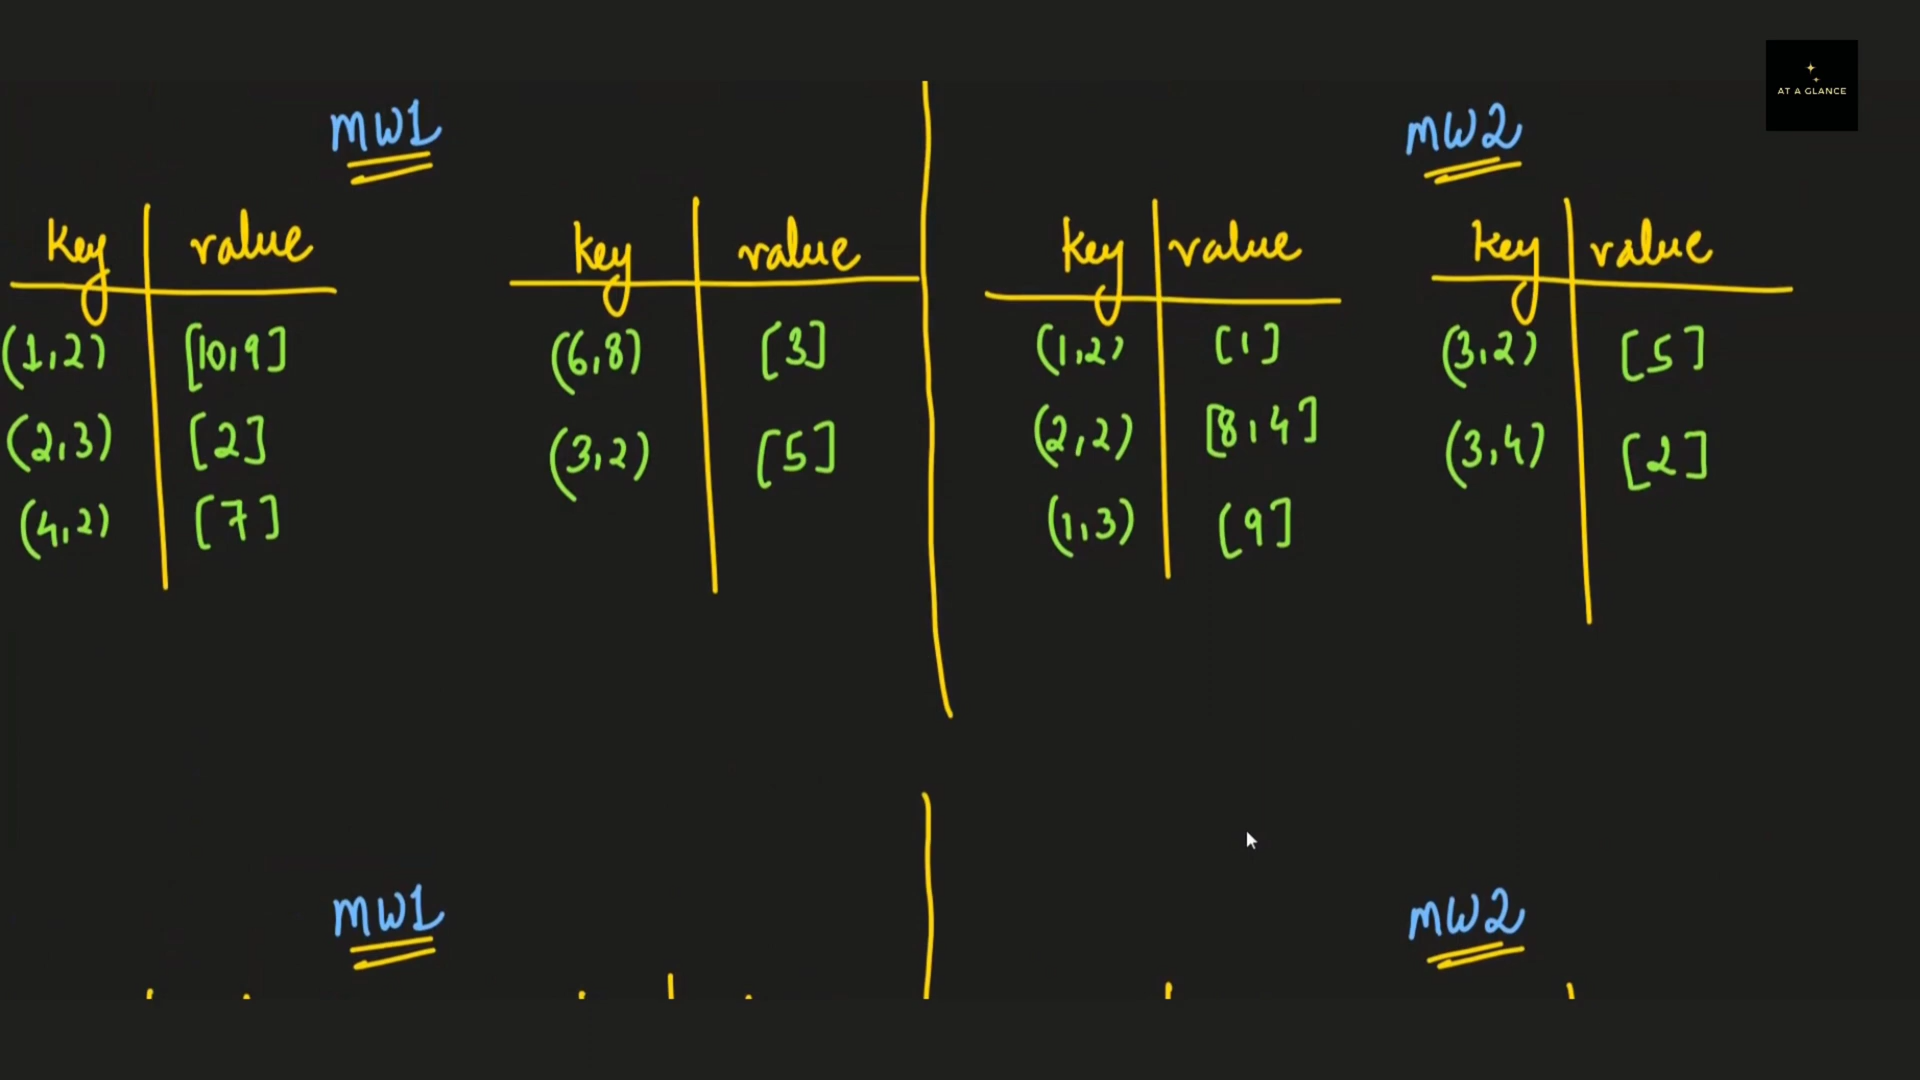 AT A GLANCE
MW1 MW2
key value key value key value key value
(1,2) [10,9] (6,8) [3] (1,2) [1] (3,2) [5]
(2,3) [2] (3,2) [5] (2,2) [8,4] (3,4) [2]
(4,2) [7] (1,3) [9]
MW1 MW2